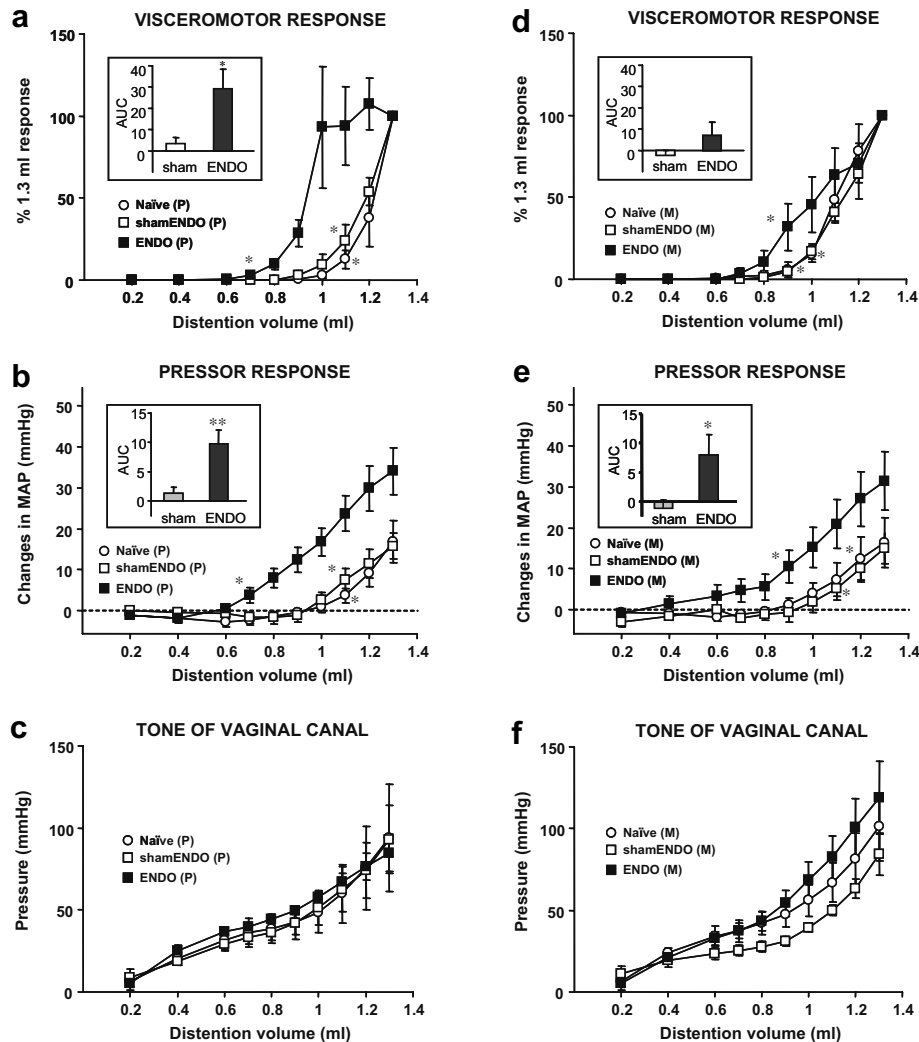 a
VISCEROMOTOR RESPONSE
% 1.3 ml response
150
100
50
0
AUC
40
30
20
10
0
*
sham ENDO
Naïve (P)
shamENDO (P)
ENDO (P)
* * *
0.2 0.4 0.6 0.8 1 1.2 1.4
Distention volume (ml)
d
VISCEROMOTOR RESPONSE
% 1.3 ml response
150
100
50
0
AUC
40
30
20
10
0
sham ENDO
Naïve (M)
shamENDO (M)
ENDO (M)
* * *
0.2 0.4 0.6 0.8 1 1.2 1.4
Distention volume (ml)
b
PRESSOR RESPONSE
Changes in MAP (mmHg)
50
40
30
20
10
0
AUC
15
10
5
0
**
sham ENDO
Naïve (P)
shamENDO (P)
ENDO (P)
* * *
0.2 0.4 0.6 0.8 1 1.2 1.4
Distention volume (ml)
e
PRESSOR RESPONSE
Changes in MAP (mmHg)
50
40
30
20
10
0
AUC
15
10
5
0
*
sham ENDO
Naïve (M)
shamENDO (M)
ENDO (M)
* * *
0.2 0.4 0.6 0.8 1 1.2 1.4
Distention volume (ml)
c
TONE OF VAGINAL CANAL
Pressure (mmHg)
150
100
50
0
Naïve (P)
shamENDO (P)
ENDO (P)
0.2 0.4 0.6 0.8 1 1.2 1.4
Distention volume (ml)
f
TONE OF VAGINAL CANAL
Pressure (mmHg)
150
100
50
0
Naïve (M)
shamENDO (M)
ENDO (M)
0.2 0.4 0.6 0.8 1 1.2 1.4
Distention volume (ml)